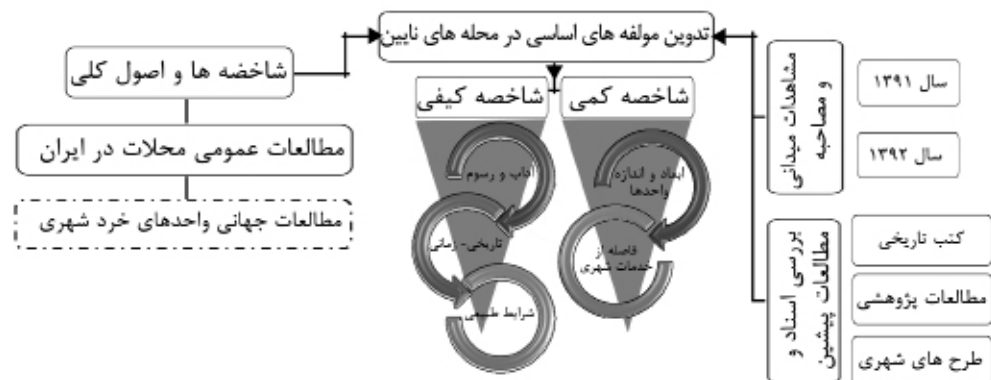 تدوین مولفه های اساسی در محله های نایین
شاخضه ها و اصول کلی
مطالعات عمومی محلات در ایران
مطالعات جهانی واحدهای خرد شهری
شاخصه کمی
شاخصه کیفی
ابعاد و اندازه
واحدها
فاصله از
خدمات شهری
آداب و رسوم
تاریخی- زمانی
شرایط طبیعی
مشاهدات میدانی
و مصاحبه
سال ۱۳۹۱
سال ۱۳۹۲
بررسی اسناد و
مطالعات پیشین
کتب تاریخی
مطالعات پژوهشی
طرح های شهری